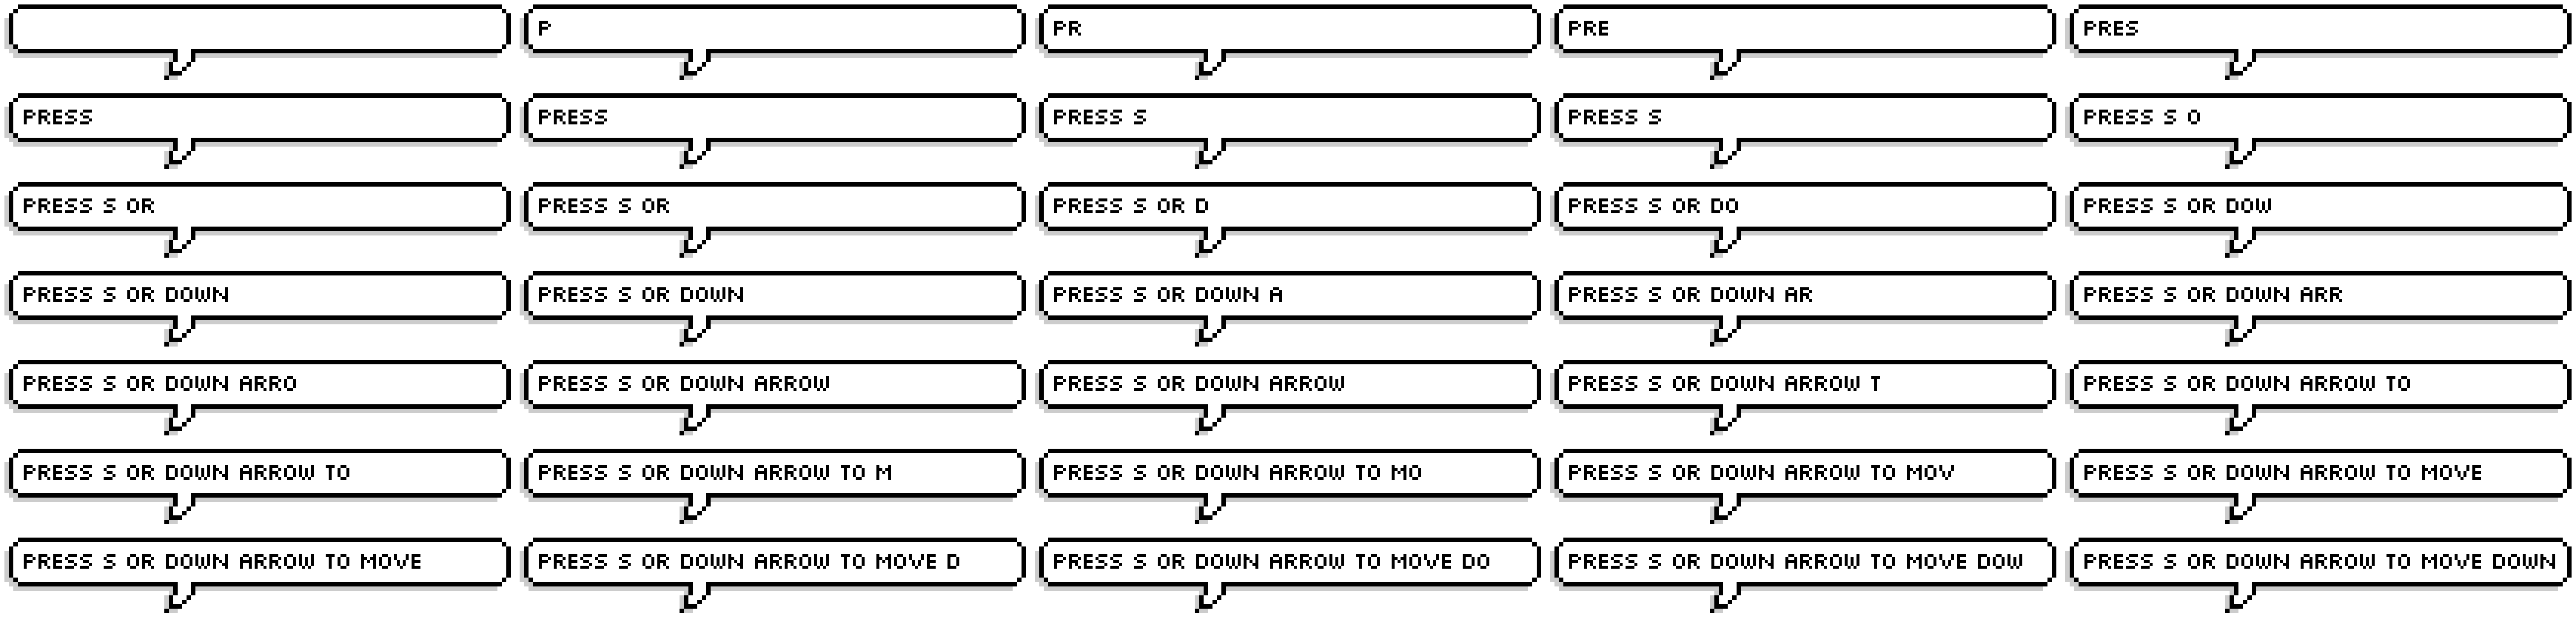 P
PR
PRE
PRES
PRESS
PRESS
PRESS S
PRESS S
PRESS S O
PRESS S OR
PRESS S OR
PRESS S OR D
PRESS S OR DO
PRESS S OR DOW
PRESS S OR DOWN
PRESS S OR DOWN
PRESS S OR DOWN A
PRESS S OR DOWN AR
PRESS S OR DOWN ARR
PRESS S OR DOWN ARRO
PRESS S OR DOWN ARROW
PRESS S OR DOWN ARROW
PRESS S OR DOWN ARROW T
PRESS S OR DOWN ARROW TO
PRESS S OR DOWN ARROW TO
PRESS S OR DOWN ARROW TO M
PRESS S OR DOWN ARROW TO MO
PRESS S OR DOWN ARROW TO MOV
PRESS S OR DOWN ARROW TO MOVE
PRESS S OR DOWN ARROW TO MOVE
PRESS S OR DOWN ARROW TO MOVE D
PRESS S OR DOWN ARROW TO MOVE DO
PRESS S OR DOWN ARROW TO MOVE DOW
PRESS S OR DOWN ARROW TO MOVE DOWN